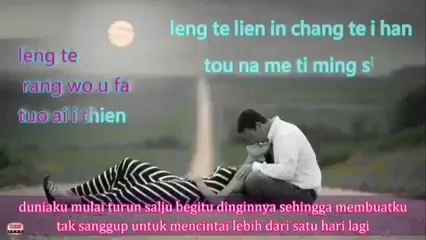 leng te lien in chang te i han
tou na me ti ming s
leng te
rang wo u fa
tuo ai i thien
duniaku mulai turun salju begitu dinginnya sehingga membuatku
tak sanggup untuk mencintai lebih dari satu hari lagi